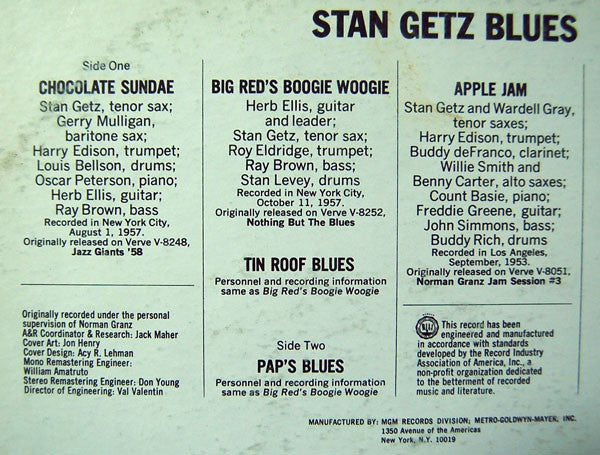 STAN GETZ BLUES
Side One
CHOCOLATE SUNDAE
Stan Getz, tenor sax;
Gerry Mulligan,
baritone sax;
Harry Edison, trumpet;
Louis Bellson, drums;
Oscar Peterson, piano;
Herb Ellis, guitar;
Ray Brown, bass
Recorded in New York City,
August 1, 1957.
Originally released on Verve V-8248,
Jazz Giants '58
Originally recorded under the personal
supervision of Norman Granz
A&R Coordinator & Research: Jack Maher
Cover Art: Jon Henry
Cover Design: Acy R. Lehman
Mono Remastering Engineer:
William Amatruto
Stereo Remastering Engineer: Don Young
Director of Engineering: Val Valentin
BIG RED'S BOOGIE WOOGIE
Herb Ellis, guitar
and leader;
Stan Getz, tenor sax;
Roy Eldridge, trumpet;
Ray Brown, bass;
Stan Levey, drums
Recorded in New York City,
October 11, 1957.
Originally released on Verve V-8252,
Nothing But The Blues
TIN ROOF BLUES
Personnel and recording information
same as Big Red's Boogie Woogie
Side Two
PAP'S BLUES
Personnel and recording information
same as Big Red's Boogie Woogie
APPLE JAM
Stan Getz and Wardell Gray,
tenor saxes;
Harry Edison, trumpet;
Buddy deFranco, clarinet;
Willie Smith and
Benny Carter, alto saxes;
Count Basie, piano;
Freddie Greene, guitar;
John Simmons, bass;
Buddy Rich, drums
Recorded in Los Angeles,
September, 1953.
Originally released on Verve V-8051,
Norman Granz Jam Session #3
This record has been
engineered and manufactured
in accordance with standards
developed by the Record Industry
Association of America, Inc., a
non-profit organization dedicated
to the betterment of recorded
music and literature.
MANUFACTURED BY: MGM RECORDS DIVISION; METRO-GOLDWYN-MAYER, INC.
1350 Avenue of the Americas
New York, N.Y. 10019